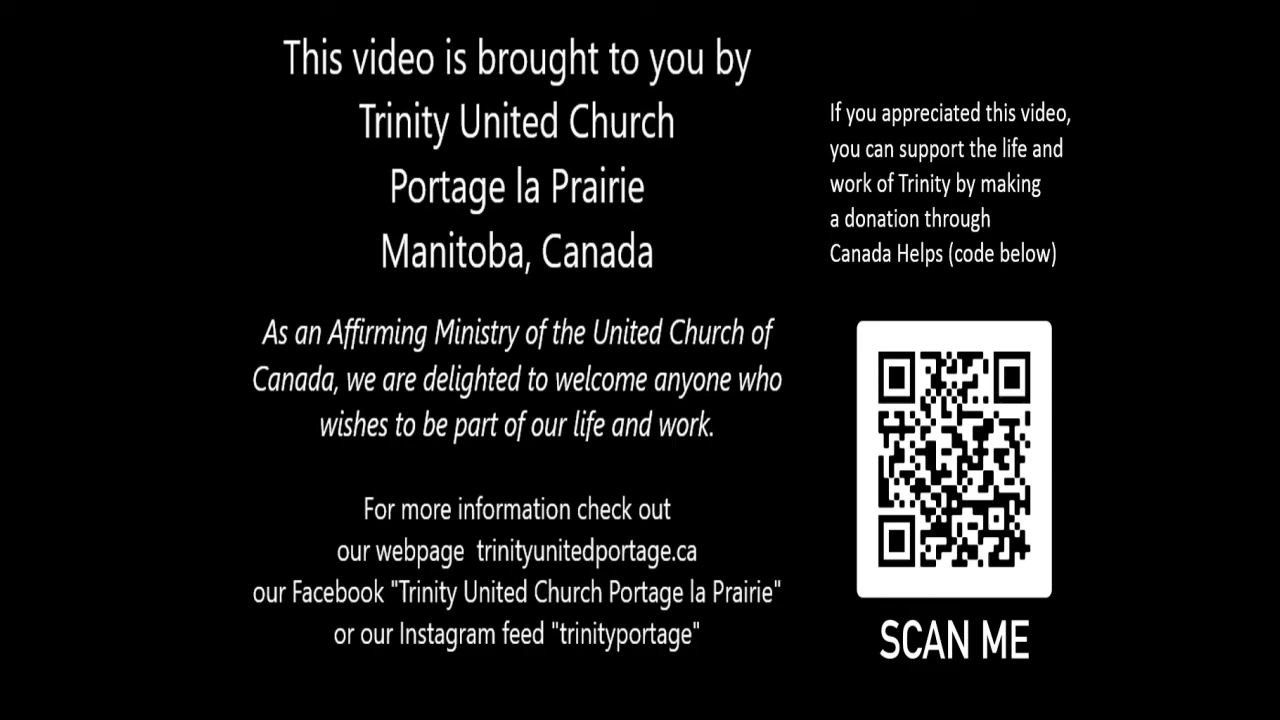 This video is brought to you by
Trinity United Church
Portage la Prairie
Manitoba, Canada
As an Affirming Ministry of the United Church of
Canada, we are delighted to welcome anyone who
wishes to be part of our life and work.
For more information check out
our webpage  trinityunitedportage.ca
our Facebook "Trinity United Church Portage la Prairie"
or our Instagram feed "trinityportage"
If you appreciated this video,
you can support the life and
work of Trinity by making
a donation through
Canada Helps (code below)
SCAN ME